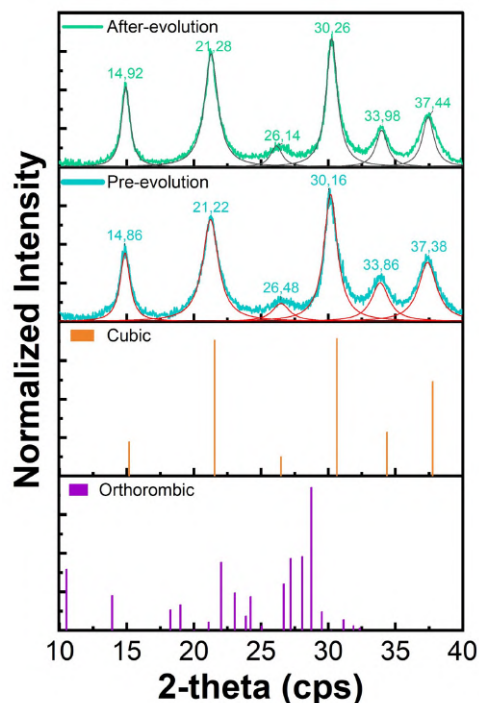 After-evolution
14,92
21,28
26,14
30,26
33,98
37,44
Pre-evolution
14,86
21,22
26,48
30,16
33,86
37,38
Cubic
Orthorombic
Normalized Intensity
10 15 20 25 30 35 40
2-theta (cps)